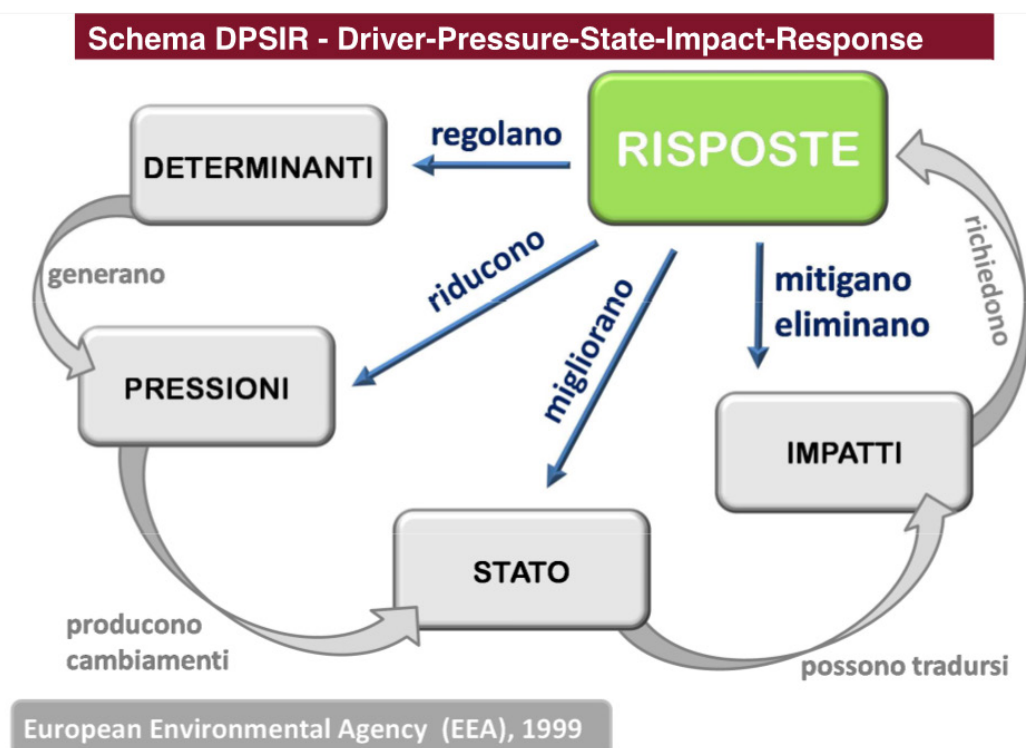 Schema DPSIR - Driver-Pressure-State-Impact-Response
regolano
RISPOSTE
DETERMINANTI
generano
riducono
migliorano
mitigano
eliminano
richiedono
PRESSIONI
IMPATTI
STATO
producono
cambiamenti
possono tradursi
European Environmental Agency (EEA), 1999